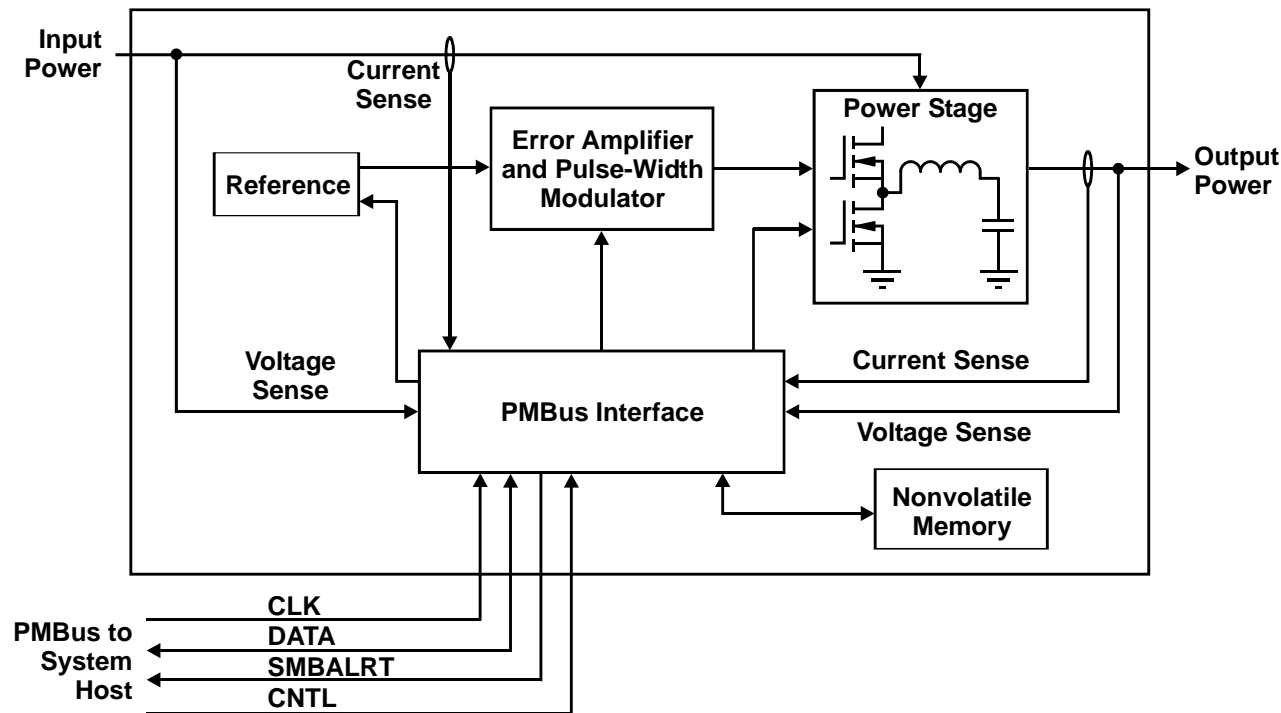 Input
Power
Current
Sense
Power Stage
Error Amplifier
and Pulse-Width
Modulator
Reference
Output
Power
Voltage
Sense
Current Sense
PMBus Interface
Voltage Sense
Nonvolatile
Memory
CLK
PMBus to
System
Host
DATA
SMBALRT
CNTL